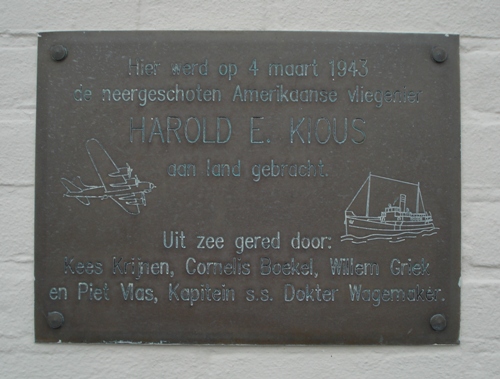 Hier werd op 4 maart 1943
de neergeschoten Amerikaanse vliegenier
HAROLD E. KIOUS
aan land gebracht.
Uit zee gered door:
Kees Krijnen, Cornelis Boekel, Willem Griek
en Piet Vlas, Kapitein s.s. Dokter Wagemaker.